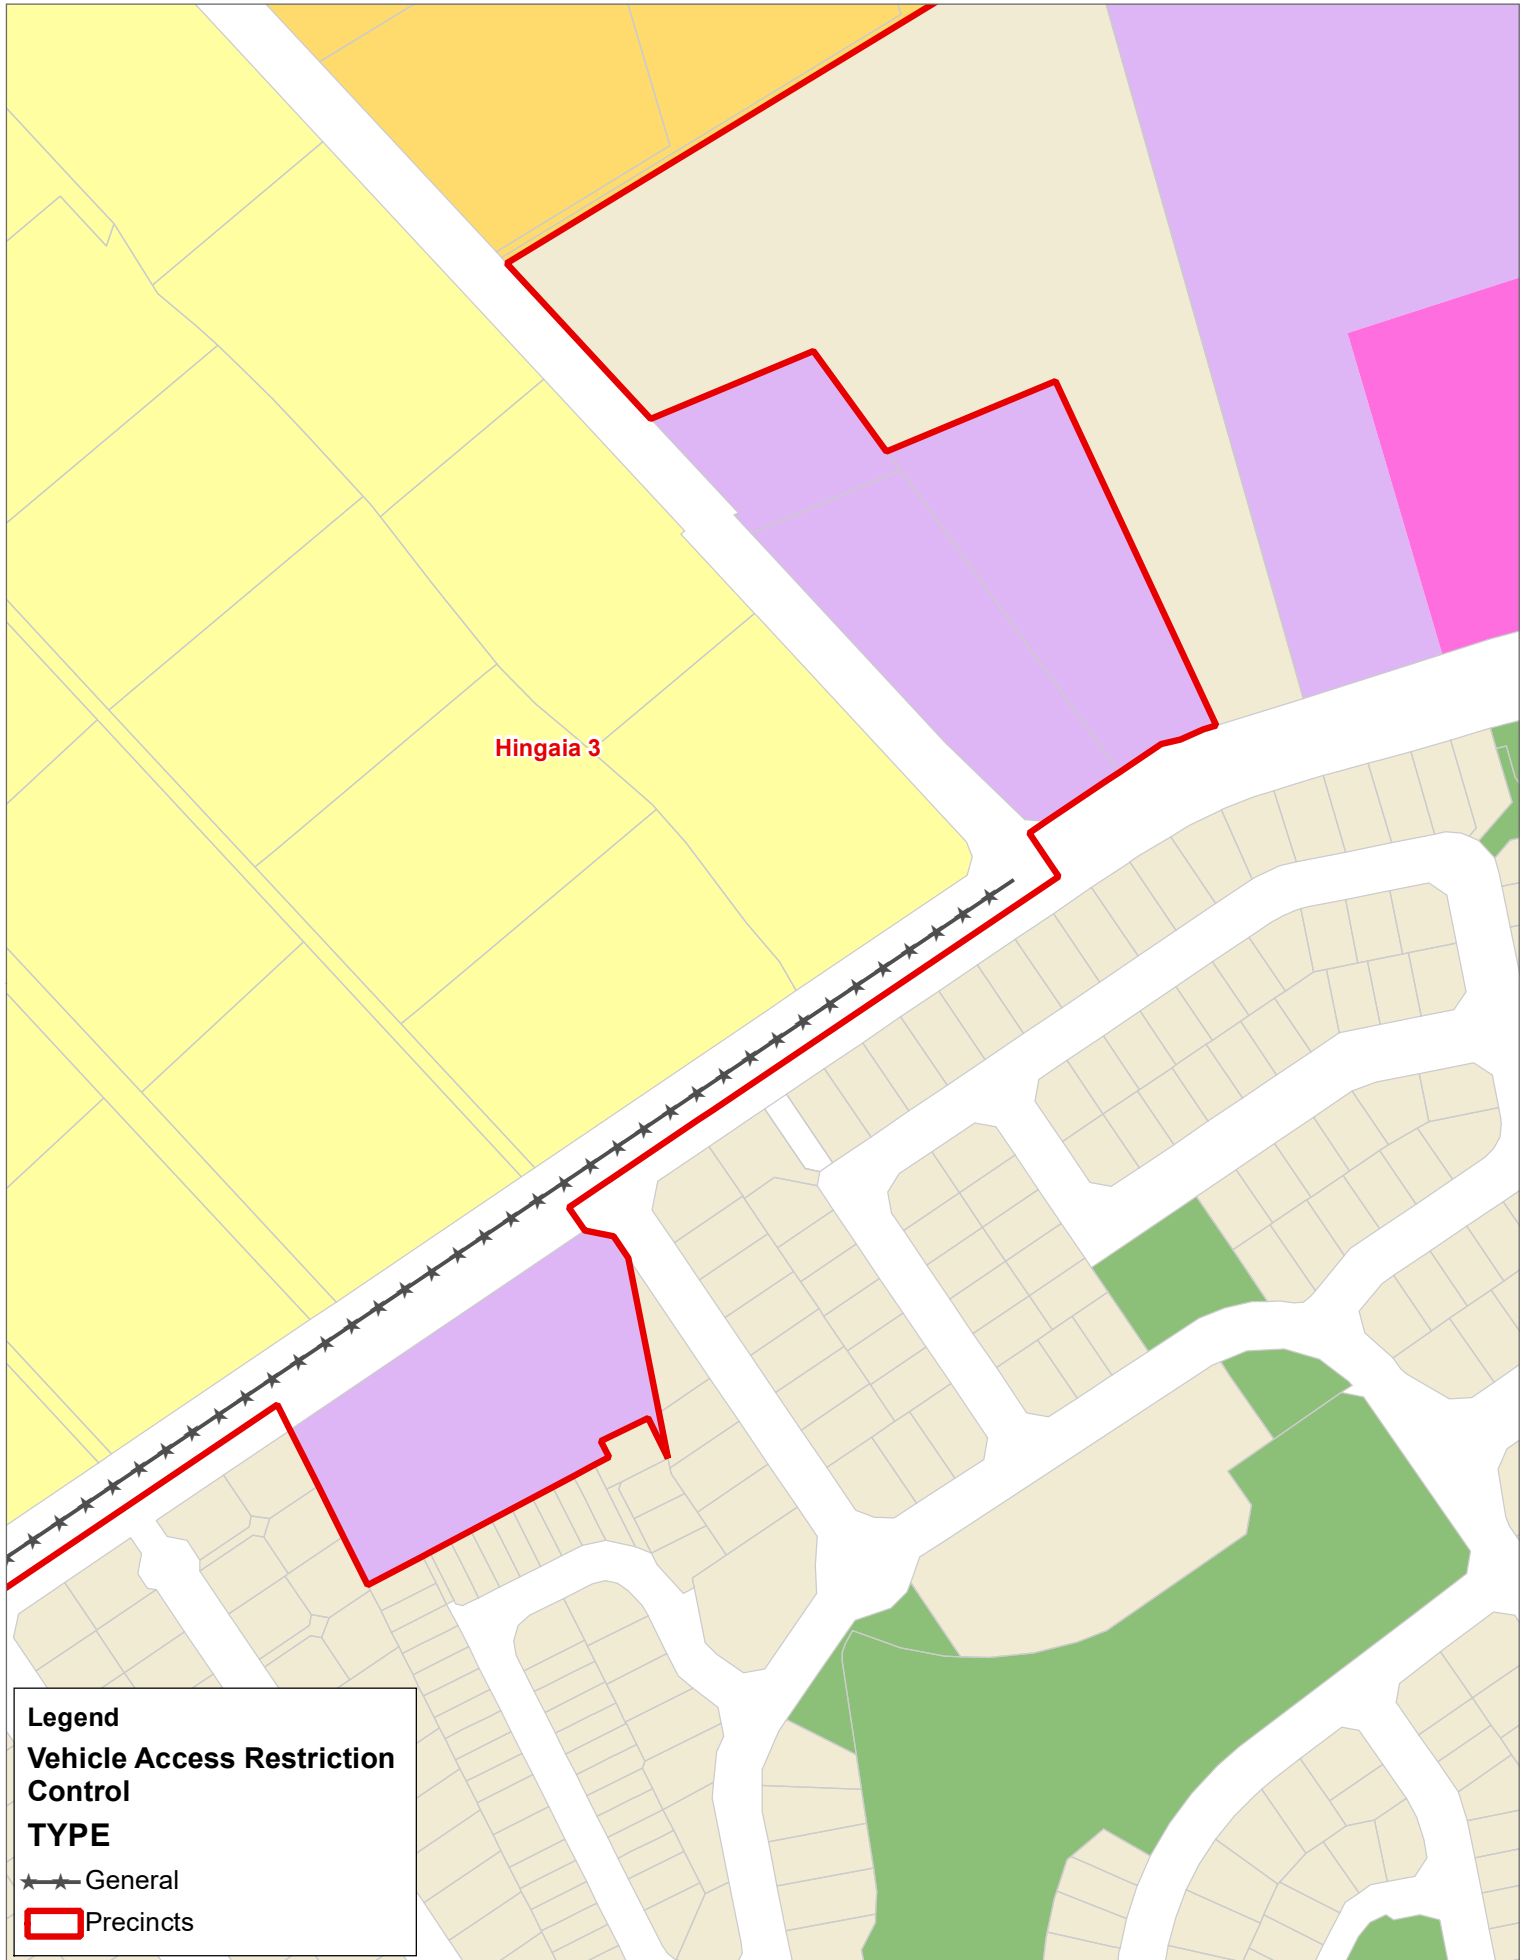 Hingaia 3
Legend
Vehicle Access Restriction
Control
TYPE
General
Precincts